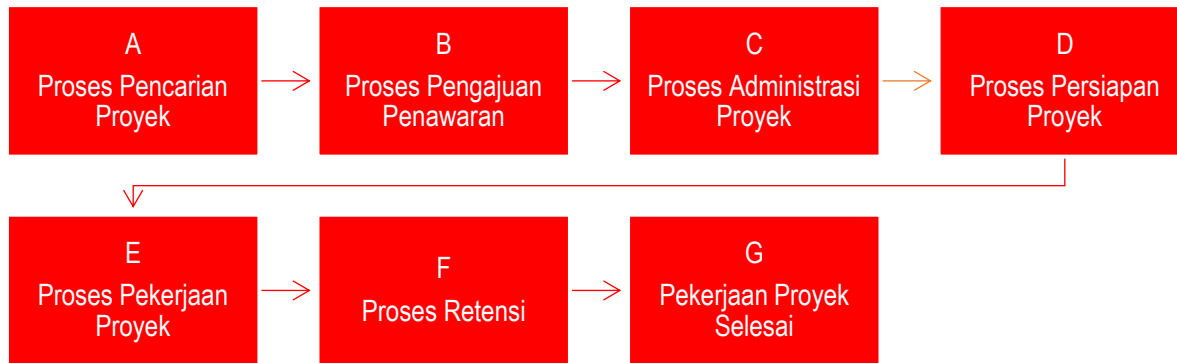 A
Proses Pencarian
Proyek
B
Proses Pengajuan
Penawaran
C
Proses Administrasi
Proyek
D
Proses Persiapan
Proyek
E
Proses Pekerjaan
Proyek
F
Proses Retensi
G
Pekerjaan Proyek
Selesai